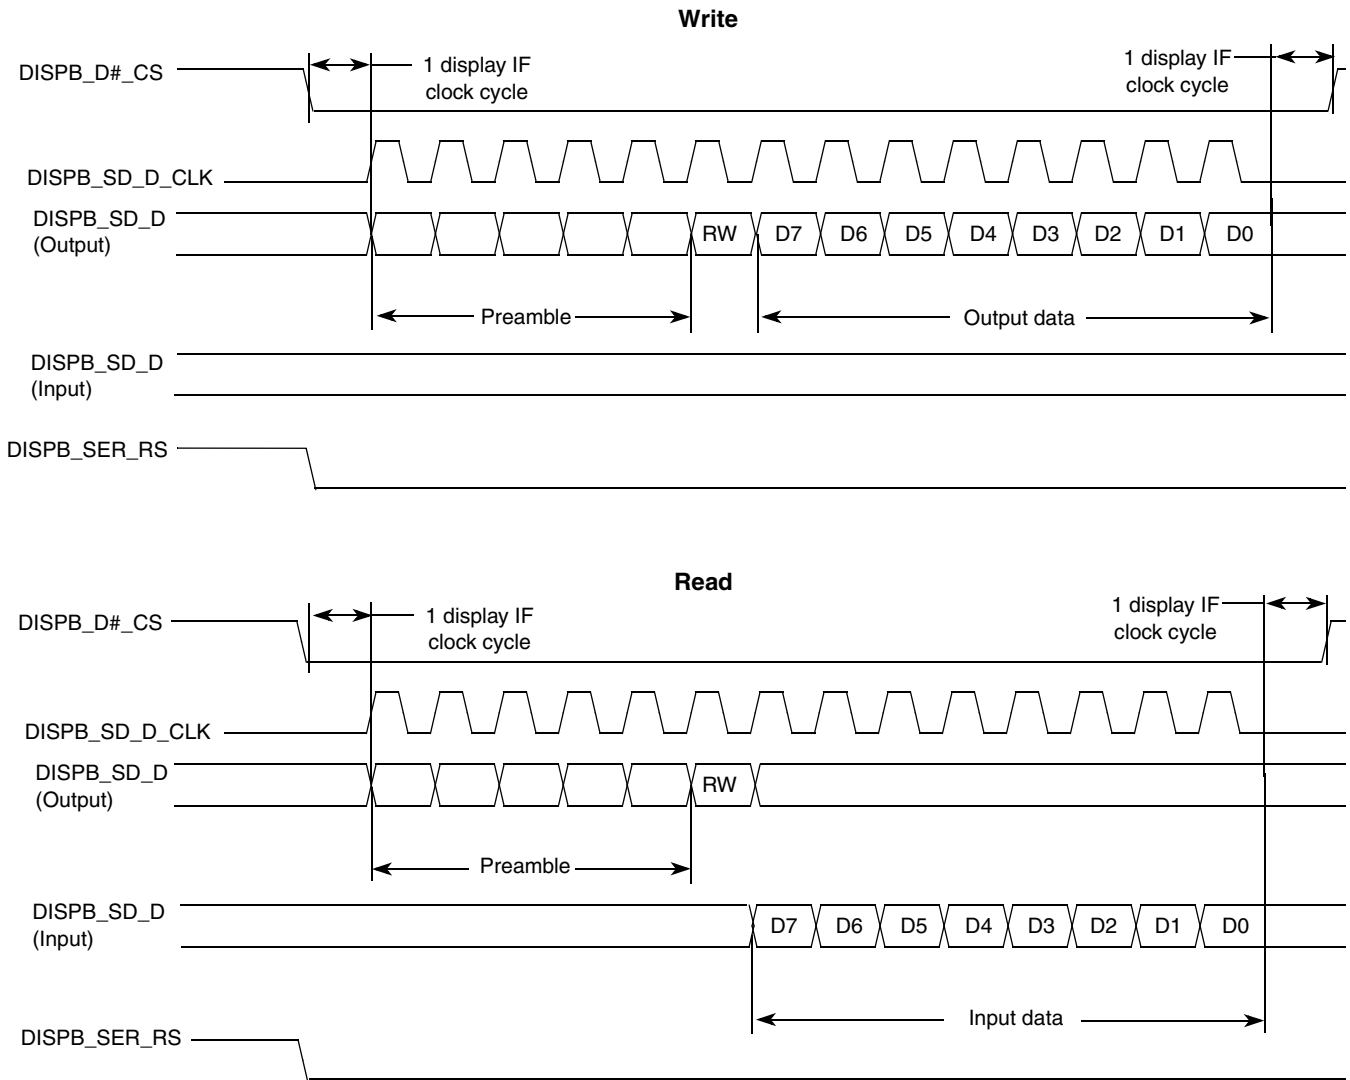 Write
DISPB_D#_CS
1 display IF
clock cycle
1 display IF
clock cycle
DISPB_SD_D_CLK
DISPB_SD_D
(Output)
RW D7 D6 D5 D4 D3 D2 D1 D0
Preamble
Output data
DISPB_SD_D
(Input)
DISPB_SER_RS
Read
DISPB_D#_CS
1 display IF
clock cycle
1 display IF
clock cycle
DISPB_SD_D_CLK
DISPB_SD_D
(Output)
RW
Preamble
DISPB_SD_D
(Input)
D7 D6 D5 D4 D3 D2 D1 D0
Input data
DISPB_SER_RS